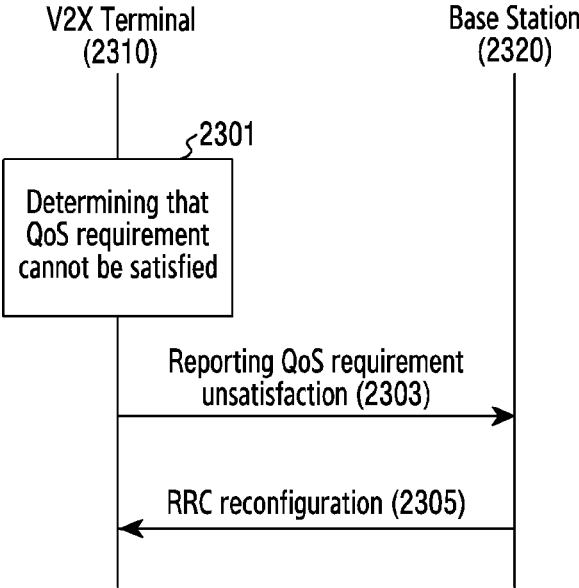 V2X Terminal
(2310)
Base Station
(2320)
2301
Determining that
QoS requirement
cannot be satisfied
Reporting QoS requirement
unsatisfaction (2303)
RRC reconfiguration (2305)